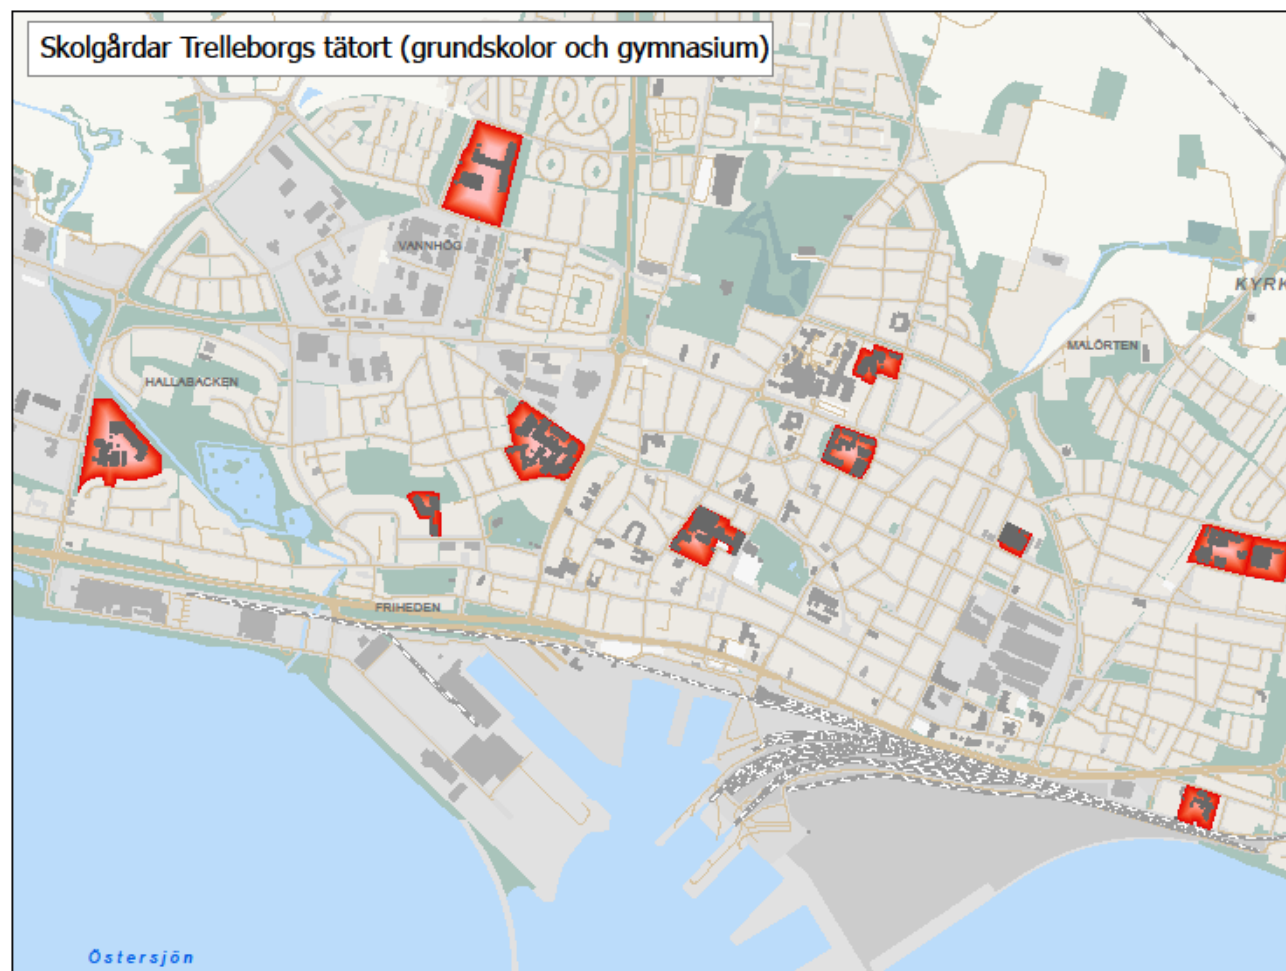 Skolgårdar Trelleborgs tätort (grundskolor och gymnasium)
VANNHÖG
KYRK
MALÖRTEN
HALLABACKEN
FRIHEDEN
Östersjön